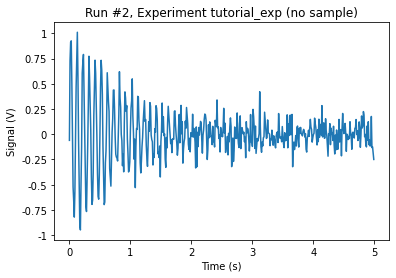 Run #2, Experiment tutorial_exp (no sample)
Signal (V)
1
0.75
0.5
0.25
0
-0.25
-0.5
-0.75
-1
0 1 2 3 4 5
Time (s)